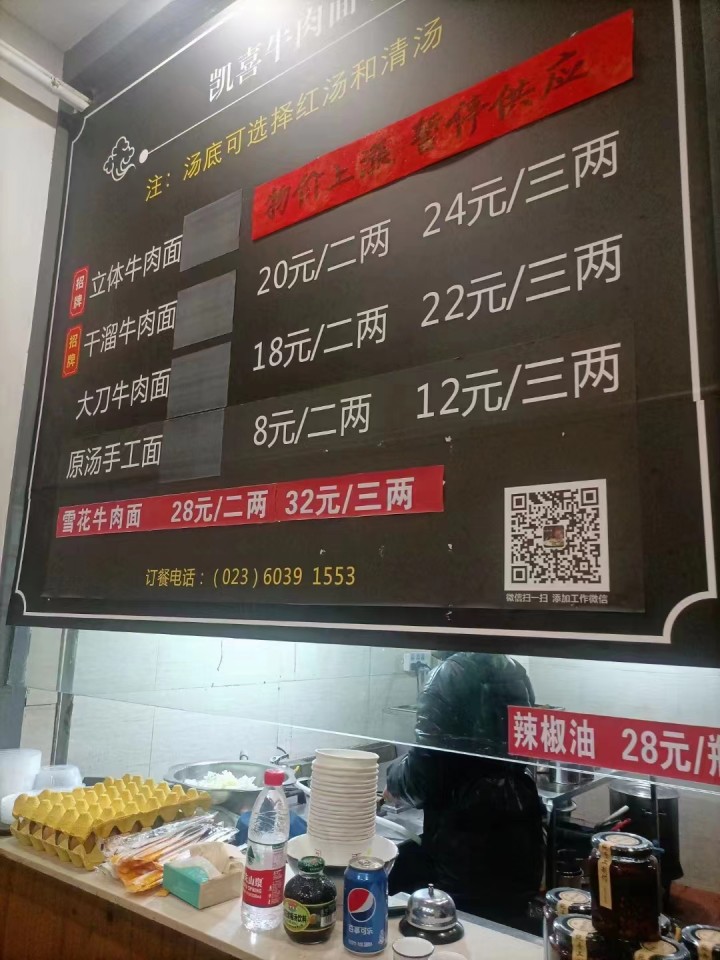 凯喜牛肉面
注：汤底可选择红汤和清汤
招牌 立体牛肉面 物价上涨 暂停供应
招牌 干溜牛肉面 20元/二两 24元/三两
大刀牛肉面 18元/二两 22元/三两
原汤手工面 8元/二两 12元/三两
雪花牛肉面 28元/二两 32元/三两
订餐电话：(023) 6039 1553
微信扫一扫 添加工作微信
辣椒油 28元/瓶